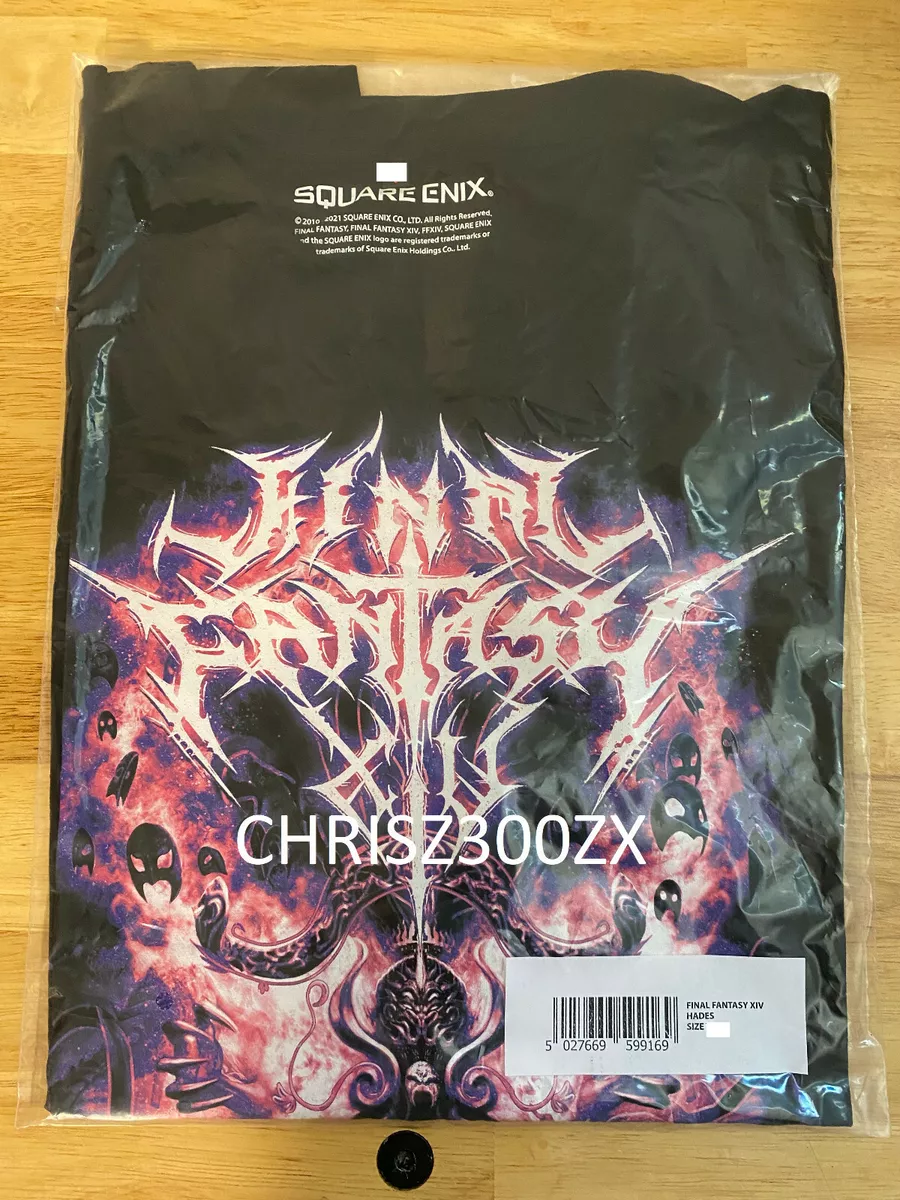 SQUARE ENIX®
© 2010 2021 SQUARE ENIX CO., LTD. All Rights Reserved.
FINAL FANTASY, FINAL FANTASY XIV, FFXIV, SQUARE ENIX
nd the SQUARE ENIX logo are registered trademarks or
trademarks of Square Enix Holdings Co., Ltd.
FINAL
FANTASY
XIV
CHRISZ300ZX
FINAL FANTASY XIV
HADES
SIZE
5 027669 599169